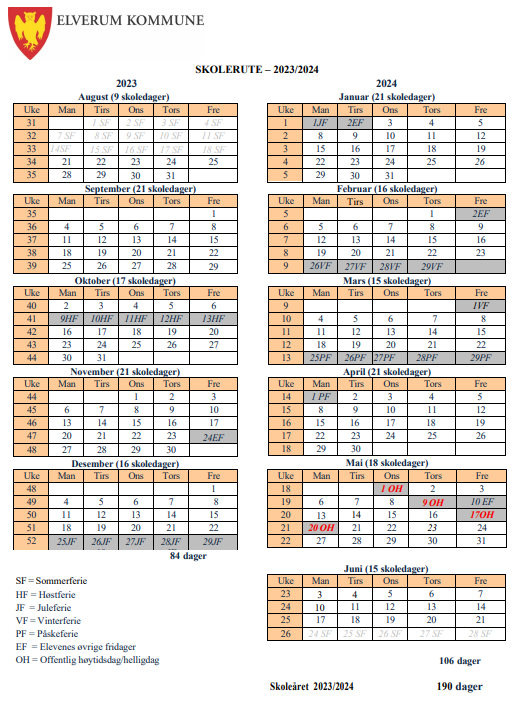 ELVERUM KOMMUNE
SKOLERUTE – 2023/2024
2023
August (9 skoledager)
Uke Man Tirs Ons Tors Fre
31 1 SF 2 SF 3 SF 4 SF
32 7 SF 8 SF 9 SF 10 SF 11 SF
33 14SF 15 SF 16 SF 17 SF 18 SF
34 21 22 23 24 25
35 28 29 30 31
September (21 skoledager)
Uke Man Tirs Ons Tors Fre
35 1
36 4 5 6 7 8
37 11 12 13 14 15
38 18 19 20 21 22
39 25 26 27 28 29
Oktober (17 skoledager)
Uke Man Tirs Ons Tors Fre
40 2 3 4 5 6
41 9HF 10HF 11HF 12HF 13HF
42 16 17 18 19 20
43 23 24 25 26 27
44 30 31
November (21 skoledager)
Uke Man Tirs Ons Tors Fre
44 1 2 3
45 6 7 8 9 10
46 13 14 15 16 17
47 20 21 22 23 24EF
48 27 28 29 30
Desember (16 skoledager)
Uke Man Tirs Ons Tors Fre
48 1
49 4 5 6 7 8
50 11 12 13 14 15
51 18 19 20 21 22
52 25JF 26JF 27JF 28JF 29JF
84 dager
SF = Sommerferie
HF = Høstferie
JF = Juleferie
VF = Vinterferie
PF = Påskeferie
EF = Elevenes øvrige fridager
OH = Offentlig høytidsdag/helligdag
2024
Januar (21 skoledager)
Uke Man Tirs Ons Tors Fre
1 1JF 2EF 3 4 5
2 8 9 10 11 12
3 15 16 17 18 19
4 22 23 24 25 26
5 29 30 31
Februar (16 skoledager)
Uke Man Tirs Ons Tors Fre
5 1 2EF
6 5 6 7 8 9
7 12 13 14 15 16
8 19 20 21 22 23
9 26VF 27VF 28VF 29VF
Mars (15 skoledager)
Uke Man Tirs Ons Tors Fre
9 1VF
10 4 5 6 7 8
11 11 12 13 14 15
12 18 19 20 21 22
13 25PF 26PF 27PF 28PF 29PF
April (21 skoledager)
Uke Man Tirs Ons Tors Fre
14 1 PF 2 3 4 5
15 8 9 10 11 12
16 15 16 17 18 19
17 22 23 24 25 26
18 29 30
Mai (18 skoledager)
Uke Man Tirs Ons Tors Fre
18 1 OH 2 3
19 6 7 8 9 OH 10 EF
20 13 14 15 16 17OH
21 20 OH 21 22 23 24
22 27 28 29 30 31
Juni (15 skoledager)
23 3 4 5 6 7
24 10 11 12 13 14
25 17 18 19 20 21
26 24 SF 25 SF 26 SF 27 SF 28 SF
106 dager
Skoleåret 2023/2024 190 dager